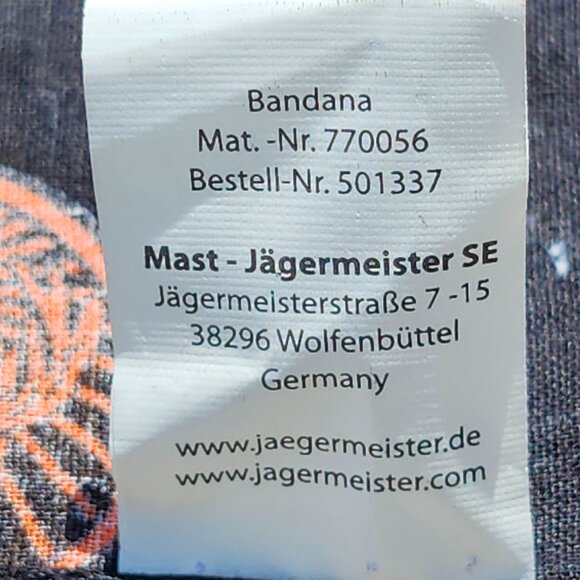 Bandana
Mat. -Nr. 770056
Bestell-Nr. 501337
Mast - Jägermeister SE
Jägermeisterstraße 7 -15
38296 Wolfenbüttel
Germany
www.jaegermeister.de
www.jagermeister.com